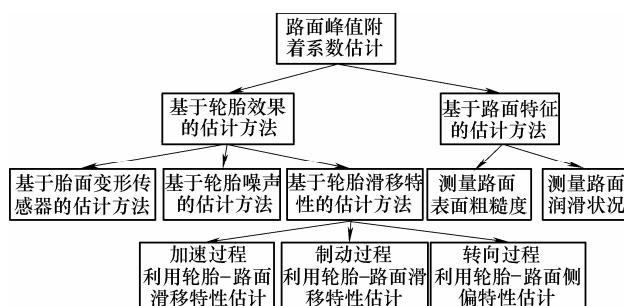 路面峰值附
着系数估计
基于轮胎效果
的估计方法
基于路面特征
的估计方法
基于胎面变形传
感器的估计方法
基于轮胎噪声
的估计方法
基于轮胎滑移特
性的估计方法
测量路面
表面粗糙度
测量路面
润滑状况
加速过程
利用轮胎-路面
滑移特性估计
制动过程
利用轮胎-路面滑
移特性估计
转向过程
利用轮胎-路面侧
偏特性估计